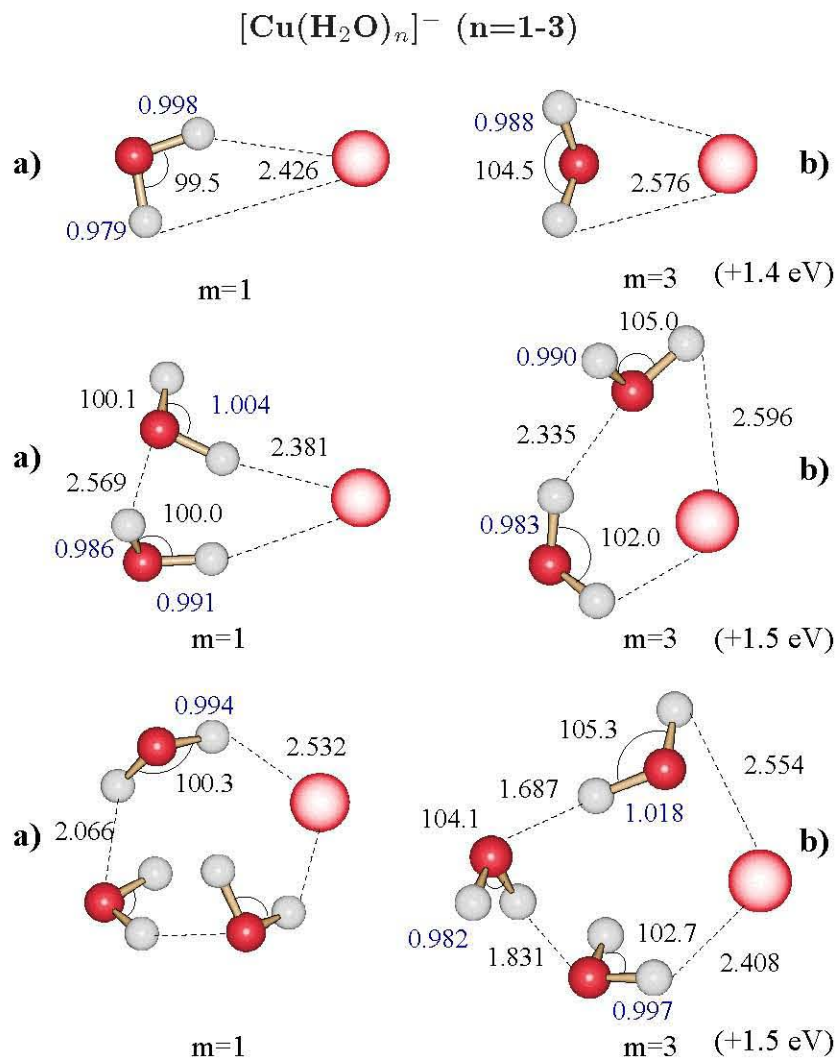 [Cu(H₂O)ₙ]⁻ (n=1-3)
a)
0.998
99.5
2.426
0.979
m=1
b)
0.988
104.5
2.576
m=3 (+1.4 eV)
a)
100.1
1.004
2.381
2.569
100.0
0.986
0.991
m=1
b)
105.0
0.990
2.335
2.596
0.983
102.0
m=3 (+1.5 eV)
a)
0.994
2.532
100.3
2.066
m=1
b)
105.3
2.554
1.687
1.018
104.1
0.982
1.831
102.7
2.408
0.997
m=3 (+1.5 eV)